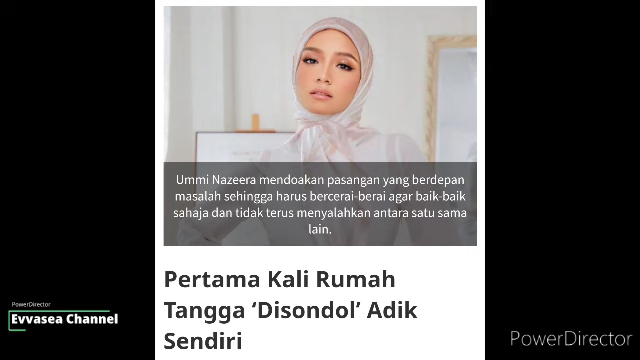 Ummi Nazeera mendoakan pasangan yang berdepan
masalah sehingga harus bercerai-berai agar baik-baik
sahaja dan tidak terus menyalahkan antara satu sama
lain.
Pertama Kali Rumah
Tangga ‘Disondol’ Adik
Sendiri
PowerDirector
Evvasea Channel
PowerDirector